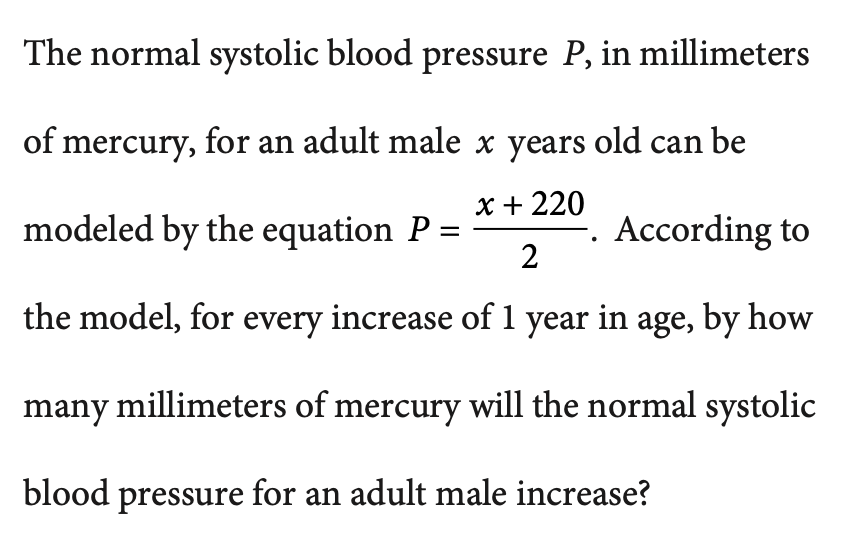 The normal systolic blood pressure P, in millimeters
of mercury, for an adult male x years old can be
modeled by the equation P = \frac{x + 220}{2}. According to
the model, for every increase of 1 year in age, by how
many millimeters of mercury will the normal systolic
blood pressure for an adult male increase?